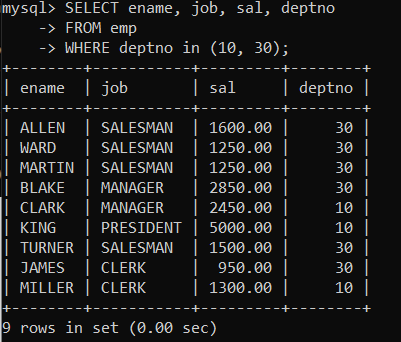 mysql> SELECT ename, job, sal, deptno
    -> FROM emp
    -> WHERE deptno in (10, 30);
+--------+-----------+---------+--------+
| ename  | job       | sal     | deptno |
+--------+-----------+---------+--------+
| ALLEN  | SALESMAN  | 1600.00 |     30 |
| WARD   | SALESMAN  | 1250.00 |     30 |
| MARTIN | SALESMAN  | 1250.00 |     30 |
| BLAKE  | MANAGER   | 2850.00 |     30 |
| CLARK  | MANAGER   | 2450.00 |     10 |
| KING   | PRESIDENT | 5000.00 |     10 |
| TURNER | SALESMAN  | 1500.00 |     30 |
| JAMES  | CLERK     |  950.00 |     30 |
| MILLER | CLERK     | 1300.00 |     10 |
+--------+-----------+---------+--------+
9 rows in set (0.00 sec)